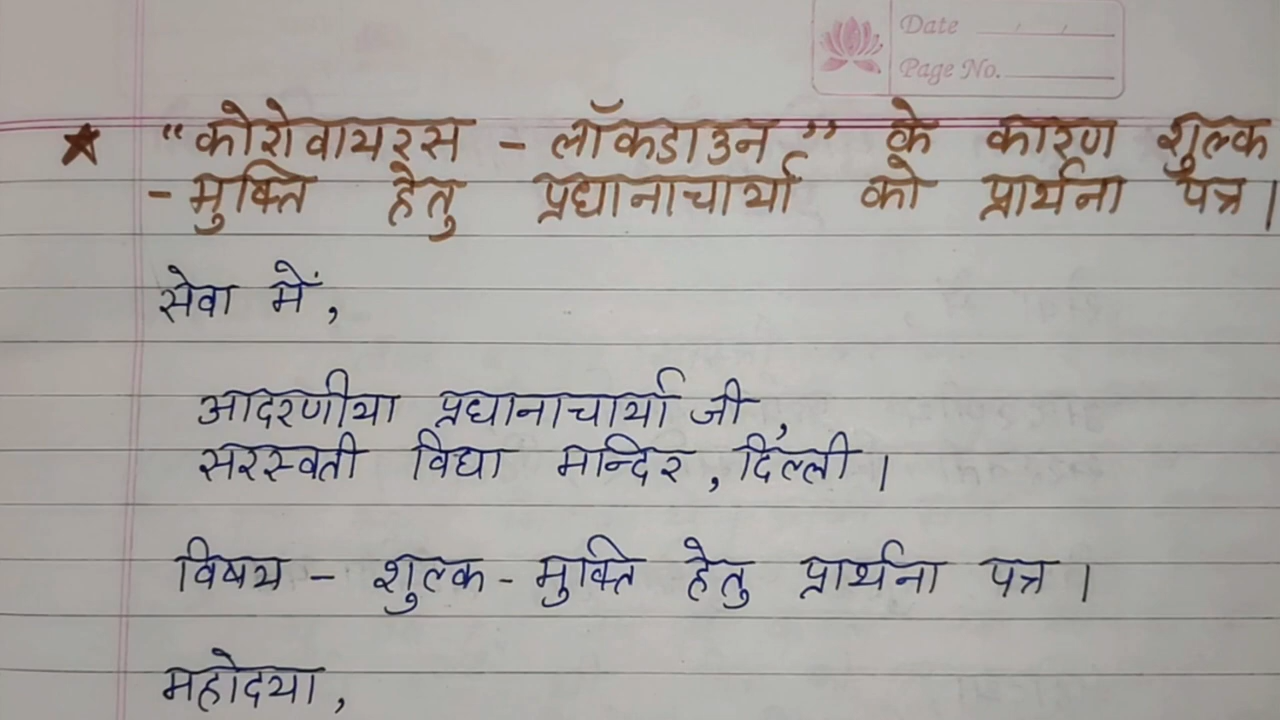 Date
Page No.
★ “कोरोवायरस - लॉकडाउन” के कारण शुल्क
- मुक्ति हेतु प्रधानाचार्या को प्रार्थना पत्र।
सेवा में,
आदरणीया प्रधानाचार्या जी,
सरस्वती विद्या मन्दिर, दिल्ली।
विषय - शुल्क - मुक्ति हेतु प्रार्थना पत्र।
महोदया,